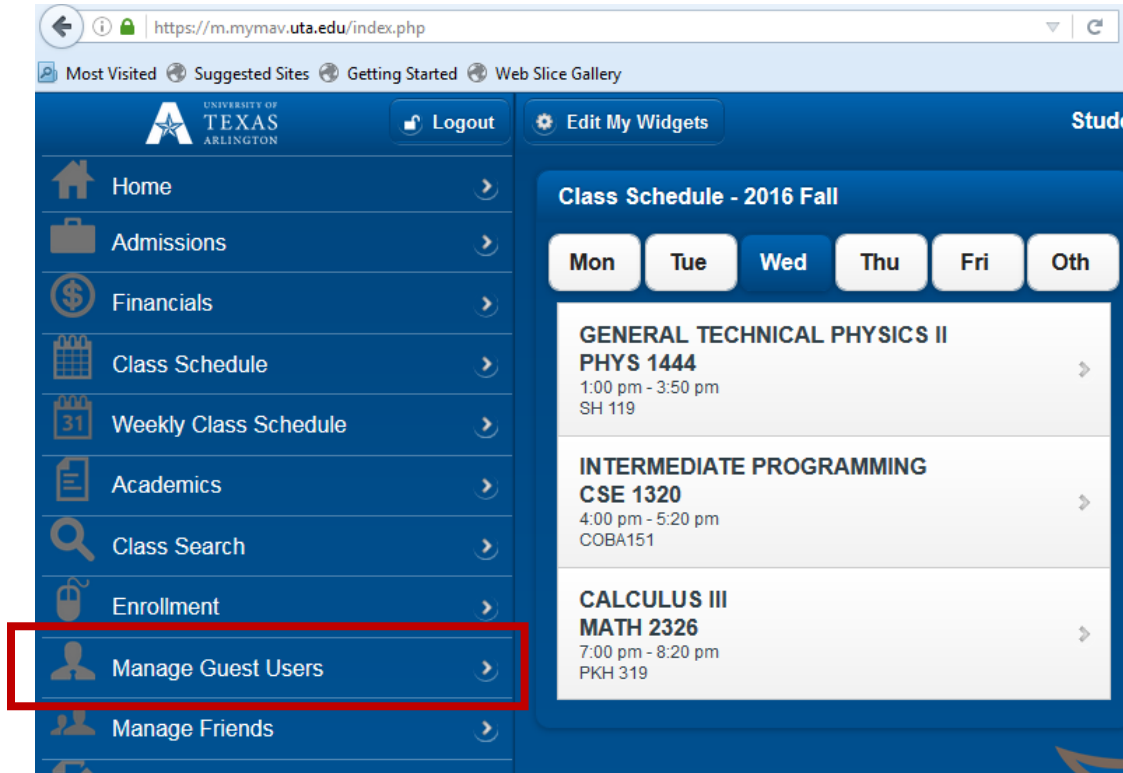 https://m.mymav.uta.edu/index.php
Most Visited Suggested Sites Getting Started Web Slice Gallery
UNIVERSITY OF
TEXAS
ARLINGTON
Logout
Edit My Widgets
Home
Admissions
Financials
Class Schedule
31
Weekly Class Schedule
Academics
Class Search
Enrollment
Manage Guest Users
Manage Friends
Class Schedule - 2016 Fall
Mon Tue Wed Thu Fri Oth
GENERAL TECHNICAL PHYSICS II
PHYS 1444
1:00 pm - 3:50 pm
SH 119
INTERMEDIATE PROGRAMMING
CSE 1320
4:00 pm - 5:20 pm
COBA151
CALCULUS III
MATH 2326
7:00 pm - 8:20 pm
PKH 319